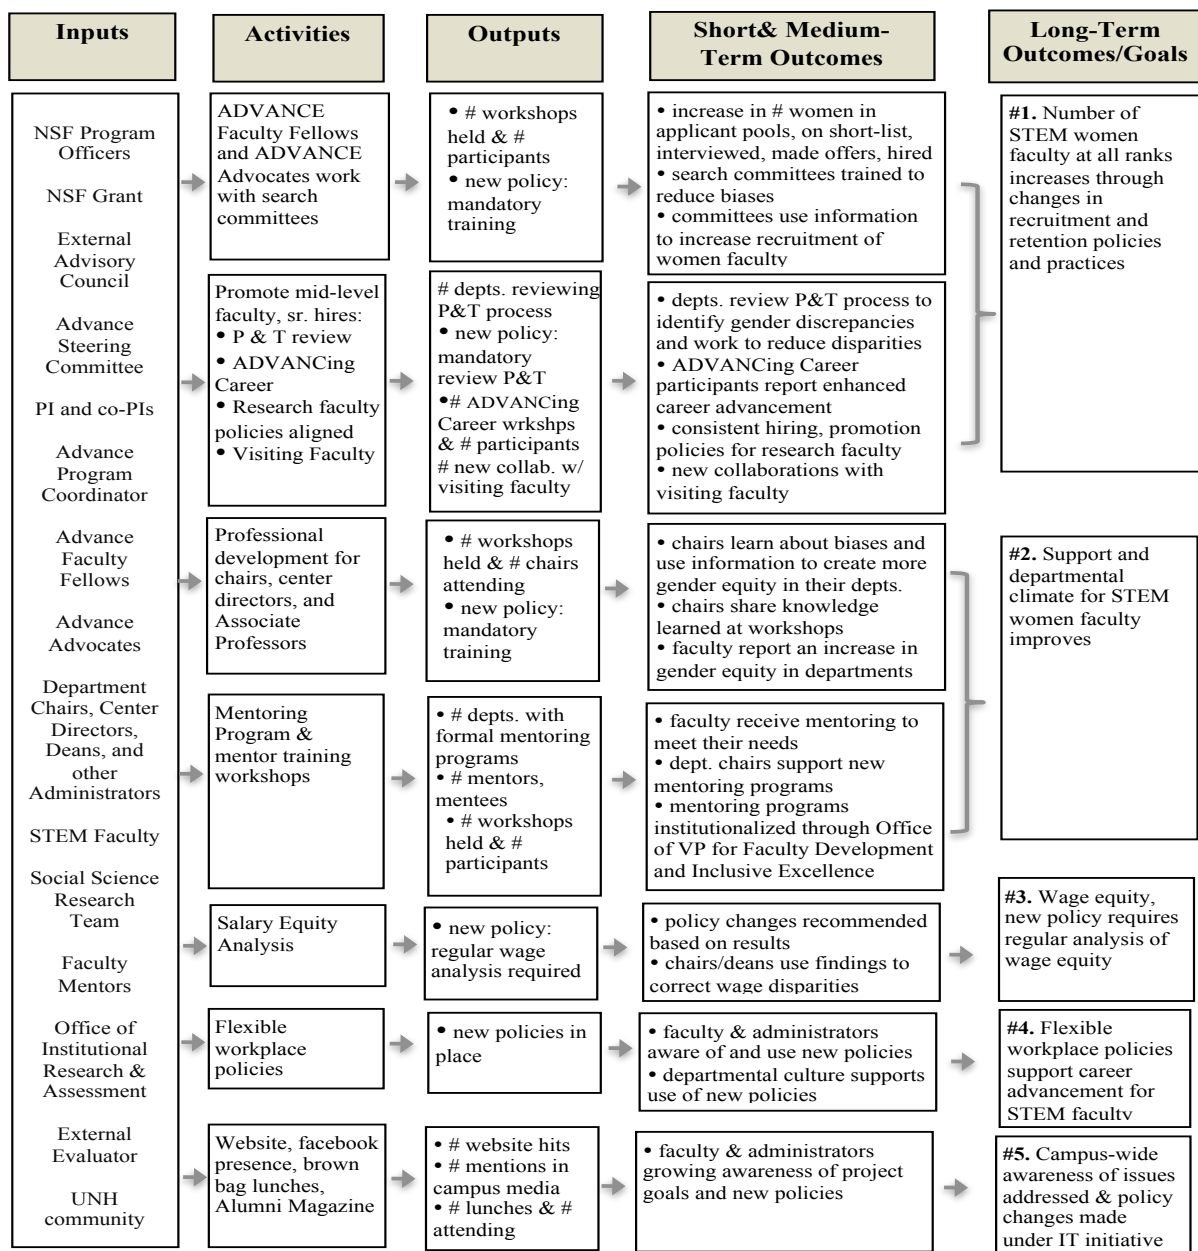 Inputs
Activities
Outputs
Short& Medium-
Term Outcomes
Long-Term
Outcomes/Goals
NSF Program
Officers
NSF Grant
External
Advisory
Council
Advance
Steering
Committee
PI and co-PIs
Advance
Program
Coordinator
Advance
Faculty
Fellows
Advance
Advocates
Department
Chairs, Center
Directors,
Deans, and
other
Administrators
STEM Faculty
Social Science
Research
Team
Faculty
Mentors
Office of
Institutional
Research &
Assessment
External
Evaluator
UNH
community
ADVANCE
Faculty Fellows
and ADVANCE
Advocates work
with search
committees
• # workshops
held & #
participants
• new policy:
mandatory
training
• increase in # women in
applicant pools, on short-list,
interviewed, made offers, hired
• search committees trained to
reduce biases
• committees use information
to increase recruitment of
women faculty
#1. Number of
STEM women
faculty at all ranks
increases through
changes in
recruitment and
retention policies
and practices
Promote mid-level
faculty, sr. hires:
• P & T review
• ADVANCing
Career
• Research faculty
policies aligned
• Visiting Faculty
# depts. reviewing
P&T process
• new policy:
mandatory
review P&T
•# ADVANCing
Career wrkshps
& # participants
# new collab. w/
visiting faculty
• depts. review P&T process to
identify gender discrepancies
and work to reduce disparities
• ADVANCing Career
participants report enhanced
career advancement
• consistent hiring, promotion
policies for research faculty
• new collaborations with
visiting faculty
Professional
development for
chairs, center
directors, and
Associate
Professors
• # workshops
held & # chairs
attending
• new policy:
mandatory
training
• chairs learn about biases and
use information to create more
gender equity in their depts.
• chairs share knowledge
learned at workshops
• faculty report an increase in
gender equity in departments
#2. Support and
departmental
climate for STEM
women faculty
improves
Mentoring
Program &
mentor training
workshops
• # depts. with
formal mentoring
programs
• # mentors,
mentees
• # workshops
held & #
participants
• faculty receive mentoring to
meet their needs
• dept. chairs support new
mentoring programs
• mentoring programs
institutionalized through Office
of VP for Faculty Development
and Inclusive Excellence
Salary Equity
Analysis
• new policy:
regular wage
analysis required
• policy changes recommended
based on results
• chairs/deans use findings to
correct wage disparities
#3. Wage equity,
new policy requires
regular analysis of
wage equity
Flexible
workplace
policies
• new policies in
place
• faculty & administrators
aware of and use new policies
• departmental culture supports
use of new policies
#4. Flexible
workplace policies
support career
advancement for
STEM faculty
Website, facebook
presence, brown
bag lunches,
Alumni Magazine
• # website hits
• # mentions in
campus media
• # lunches & #
attending
• faculty & administrators
growing awareness of project
goals and new policies
#5. Campus-wide
awareness of issues
addressed & policy
changes made
under IT initiative